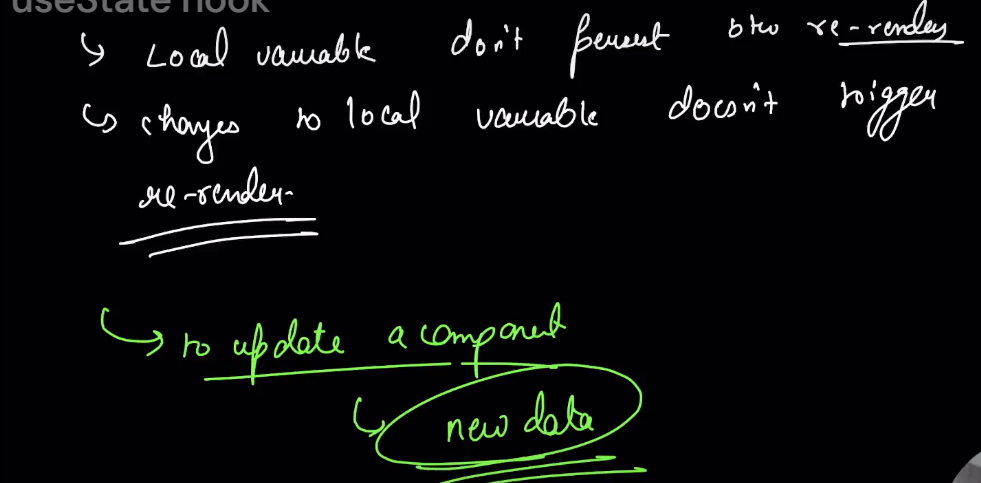 useState hook
↳ Local variable don't persist btw re-render
↳ changes to local variable doesn't trigger
re-render-
↳ to update a component
↳ new data